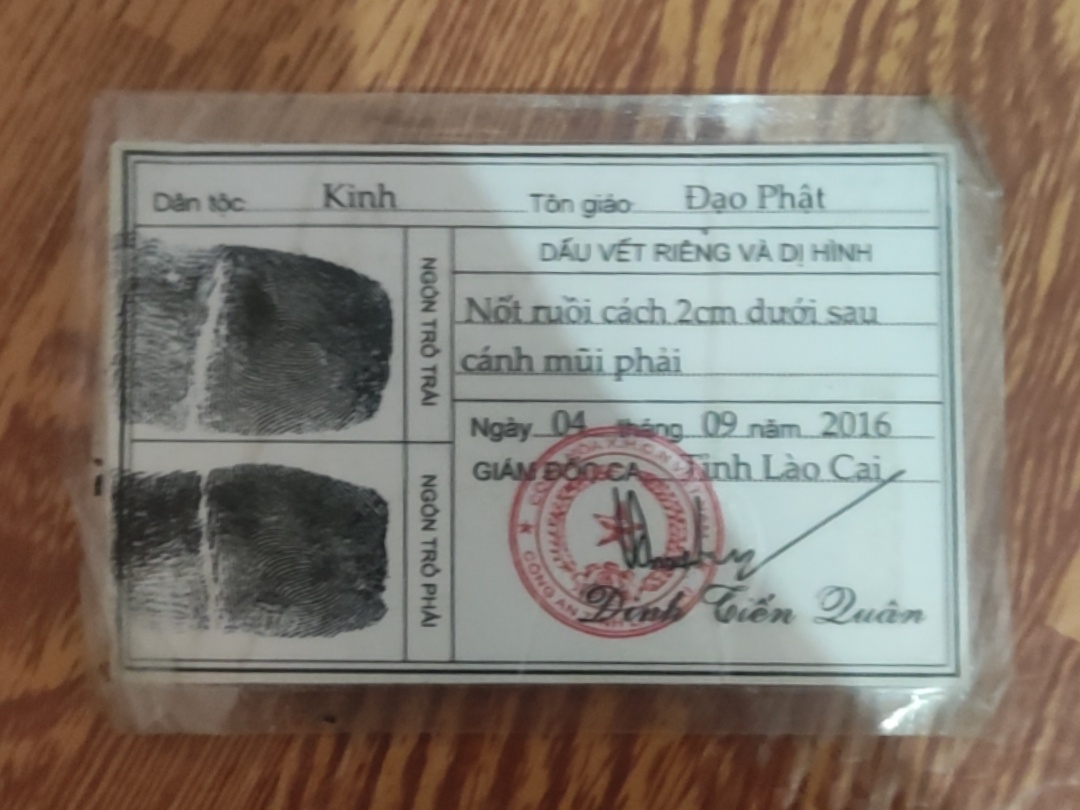 Dân tộc Kinh Tôn giáo Đạo Phật
NGÓN TRỎ TRÁI
NGÓN TRỎ PHẢI
DẤU VẾT RIÊNG VÀ DỊ HÌNH
Nốt ruồi cách 2cm dưới sau
cánh mũi phải
Ngày 04 tháng 09 năm 2016
GIÁM ĐỐC CA Tỉnh Lào Cai
CÔNG AN
Đinh Tiến Quân